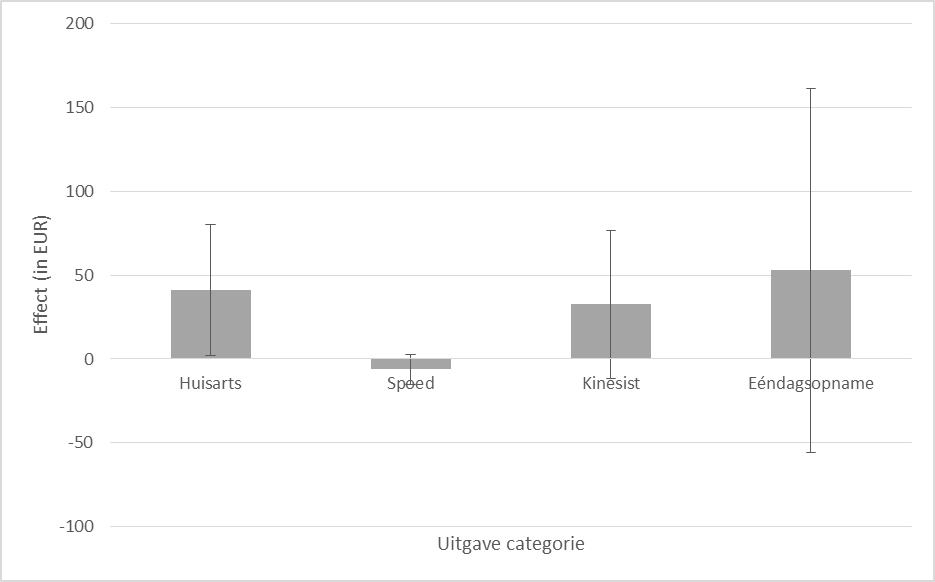 200
150
100
50
0
-50
-100
Effect (in EUR)
Huisarts
Spoed
Kinesist
Eéndagsopname
Uitgave categorie